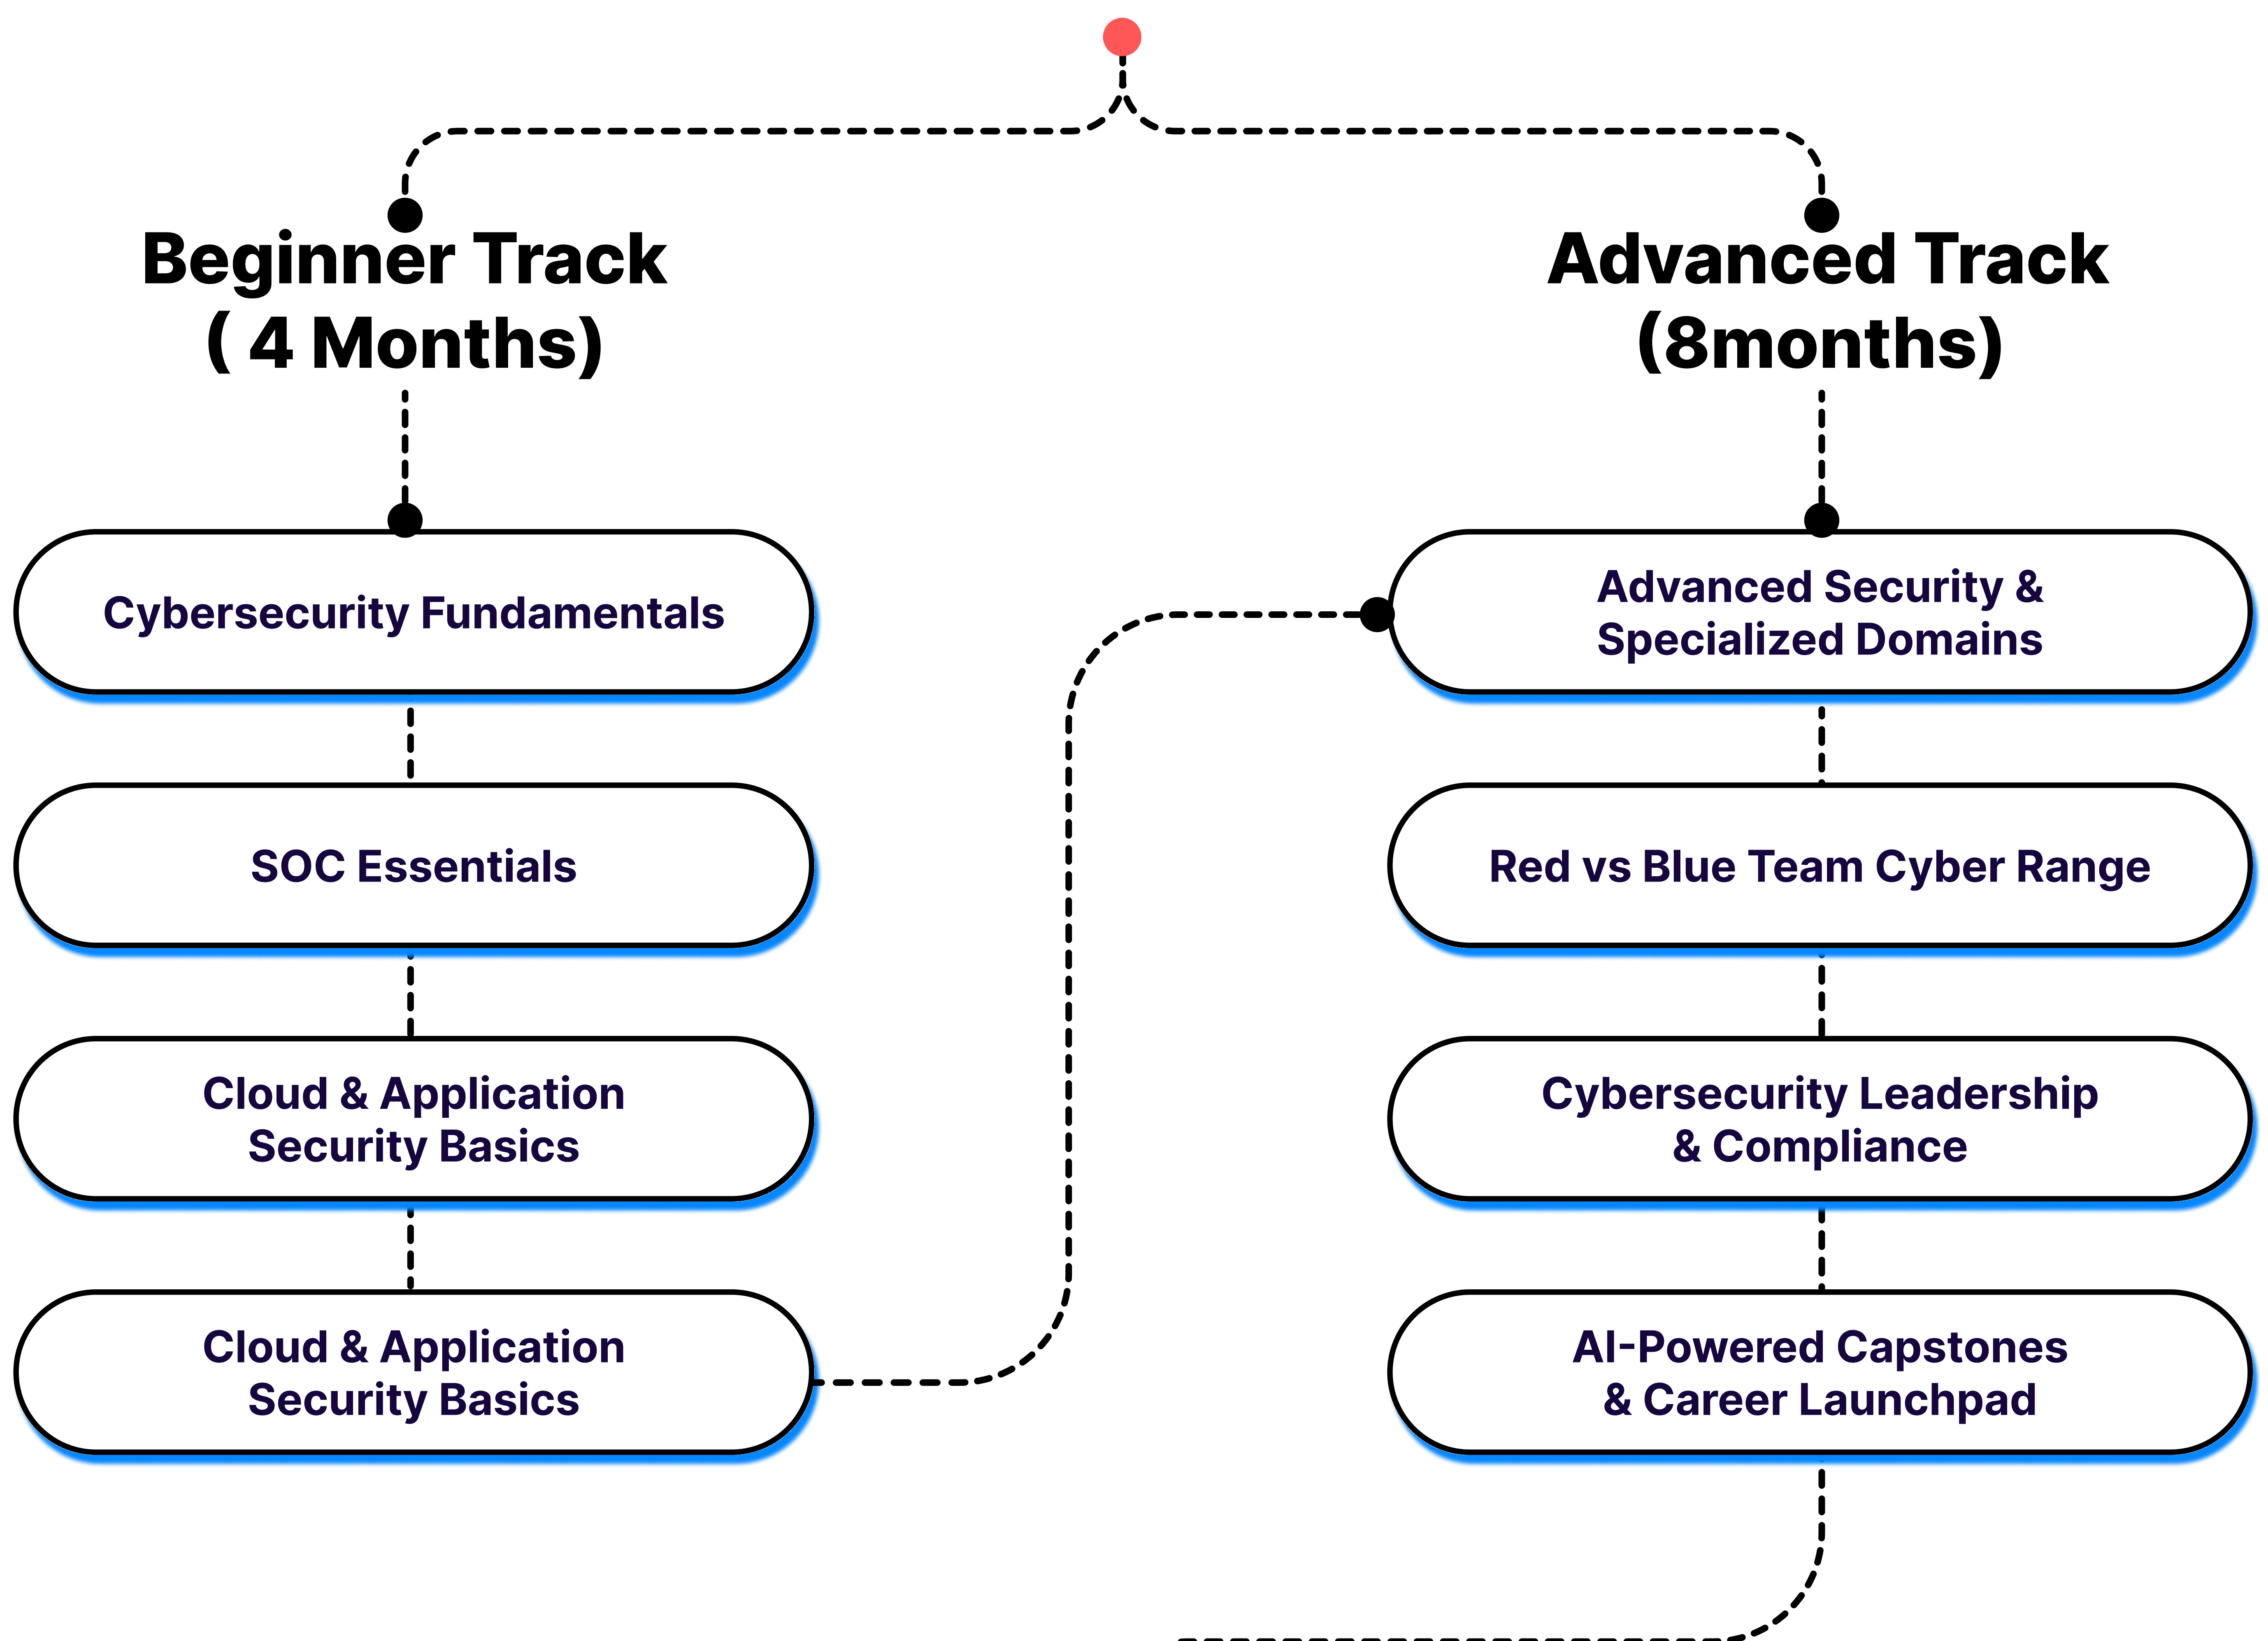 Beginner Track
( 4 Months)
Cybersecurity Fundamentals
SOC Essentials
Cloud & Application
Security Basics
Cloud & Application
Security Basics
Advanced Track
(8months)
Advanced Security &
Specialized Domains
Red vs Blue Team Cyber Range
Cybersecurity Leadership
& Compliance
AI-Powered Capstones
& Career Launchpad